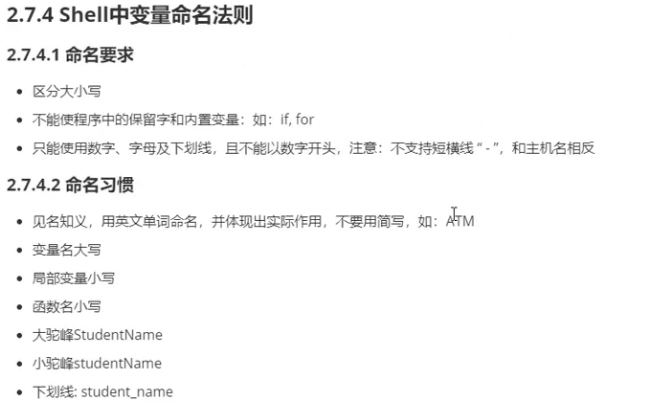 2.7.4 Shell中变量命名法则
2.7.4.1 命名要求
区分大小写
不能使程序中的保留字和内置变量：如：if, for
只能使用数字、字母及下划线，且不能以数字开头，注意：不支持短横线 “ - ”，和主机名相反
2.7.4.2 命名习惯
见名知义，用英文单词命名，并体现出实际作用，不要用简写，如：ATM
变量名大写
局部变量小写
函数名小写
大驼峰StudentName
小驼峰studentName
下划线: student_name